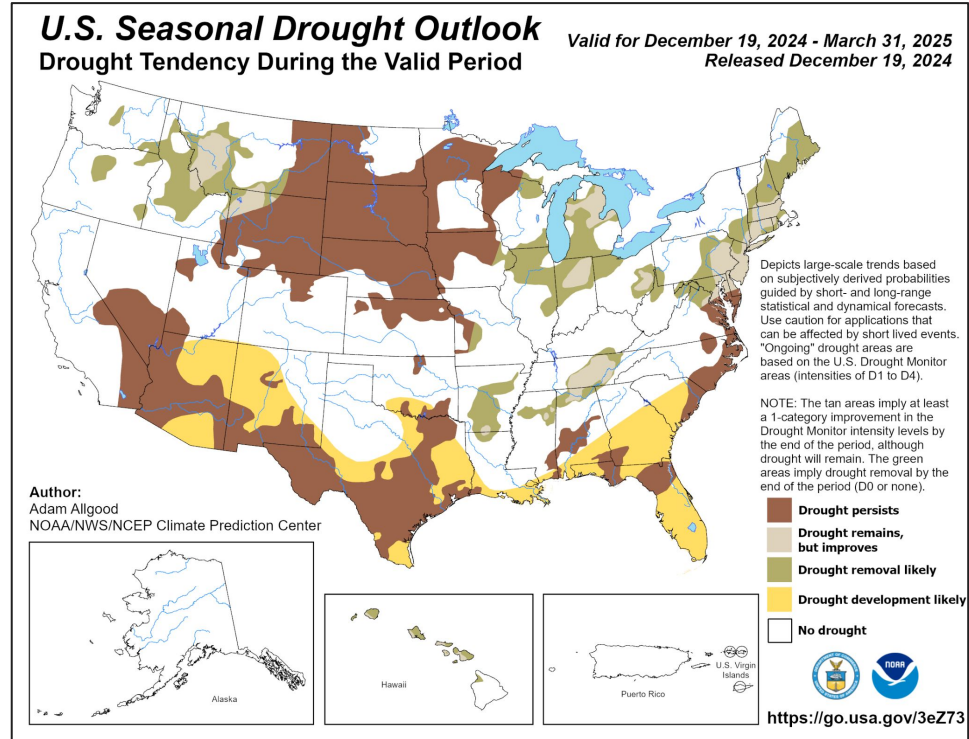 U.S. Seasonal Drought Outlook
Drought Tendency During the Valid Period
Valid for December 19, 2024 - March 31, 2025
Released December 19, 2024
Depicts large-scale trends based
on subjectively derived probabilities
guided by short- and long-range
statistical and dynamical forecasts.
Use caution for applications that
can be affected by short lived events.
"Ongoing" drought areas are
based on the U.S. Drought Monitor
areas (intensities of D1 to D4).
NOTE: The tan areas imply at least
a 1-category improvement in the
Drought Monitor intensity levels by
the end of the period, although
drought will remain. The green
areas imply drought removal by the
end of the period (D0 or none).
Author:
Adam Allgood
NOAA/NWS/NCEP Climate Prediction Center
Drought persists
Drought remains,
but improves
Drought removal likely
Drought development likely
No drought
Alaska
Hawaii
Puerto Rico
U.S. Virgin
Islands
NOAA
https://go.usa.gov/3eZ73